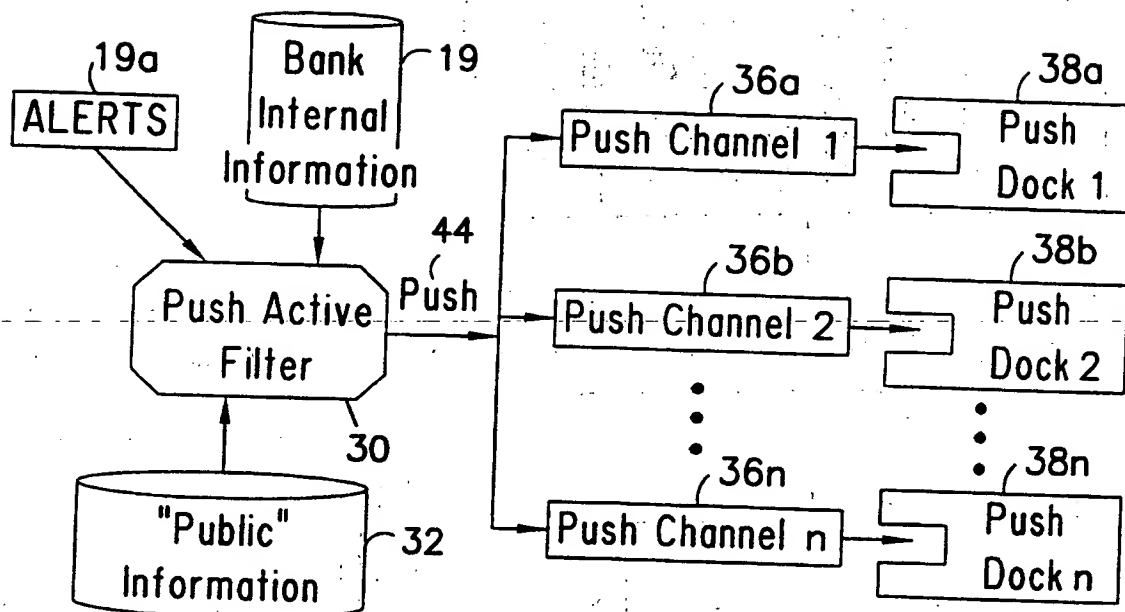 19a
ALERTS
Bank
Internal
Information
19
Push Active
Filter
30
44
Push
"Public"
Information
32
36a
Push Channel 1
38a
Push
Dock 1
36b
Push Channel 2
38b
Push
Dock 2
36n
Push Channel n
38n
Push
Dock n